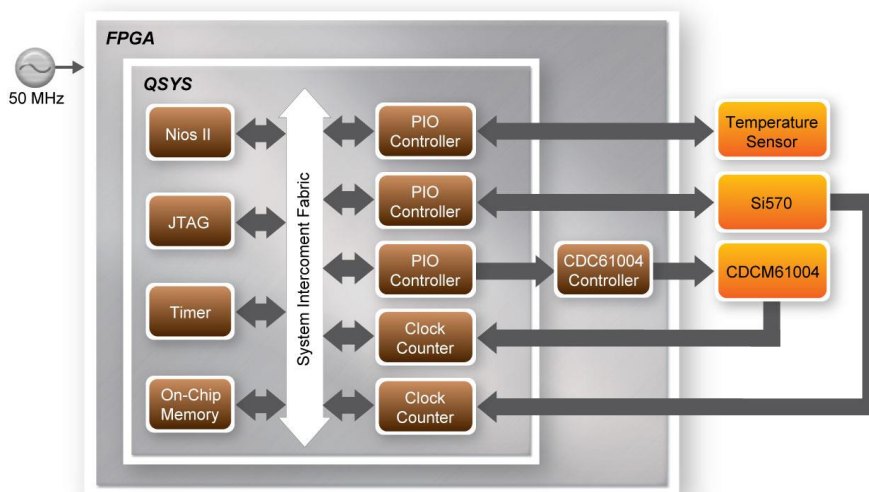 FPGA
QSYS
50 MHz
Nios II
JTAG
Timer
On-Chip
Memory
System Intercoment Fabric
PIO
Controller
PIO
Controller
PIO
Controller
Clock
Counter
Clock
Counter
CDC61004
Controller
Temperature
Sensor
Si570
CDCM61004